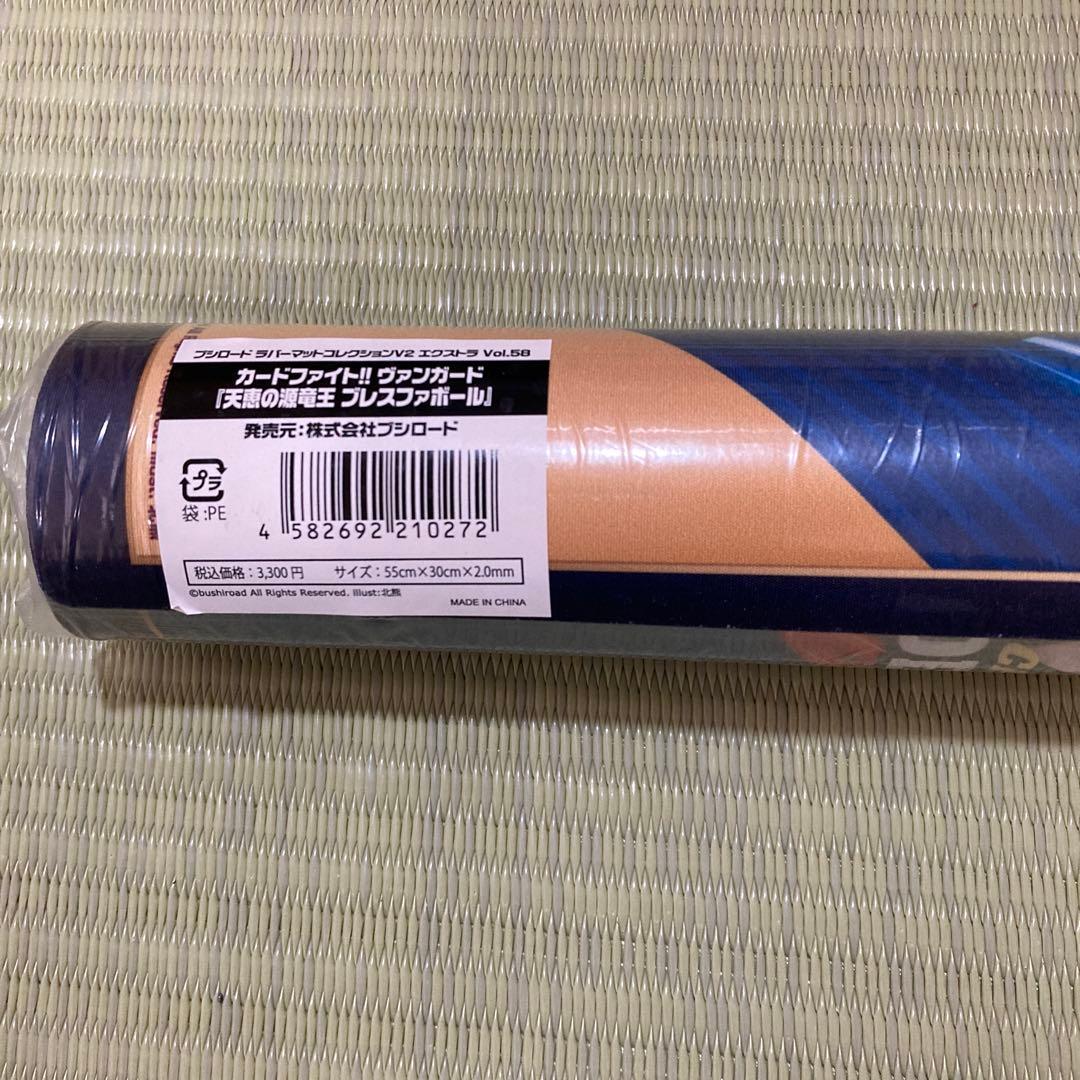 ブシロード ラバーマットコレクションV2 エクストラ Vol.58
カードファイト!! ヴァンガード
『天恵の源竜王 ブレスファボール』
発売元:株式会社ブシロード
プラ
袋:PE
4 582692 210272
税込価格:3,300円 サイズ:55cm×30cm×2.0mm
©bushiroad All Rights Reserved. Illust:北熊
MADE IN CHINA